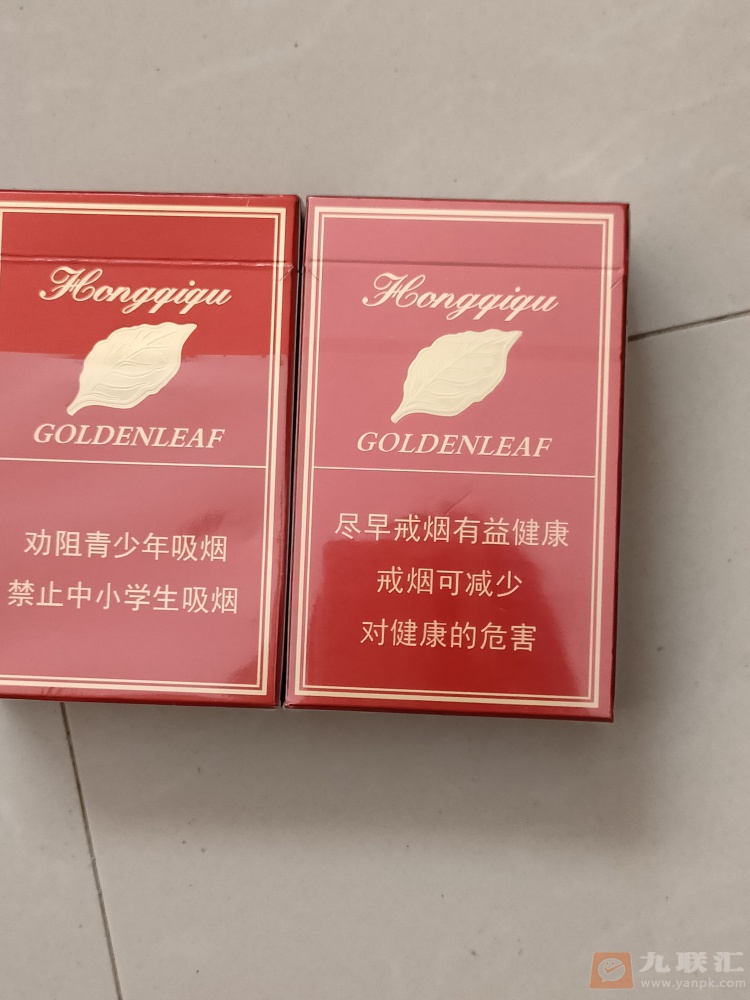 Hongqiqu
GOLDENLEAF
劝阻青少年吸烟
禁止中小学生吸烟
Hongqiqu
GOLDENLEAF
尽早戒烟有益健康
戒烟可减少
对健康的危害
九联汇
www.yanpk.com